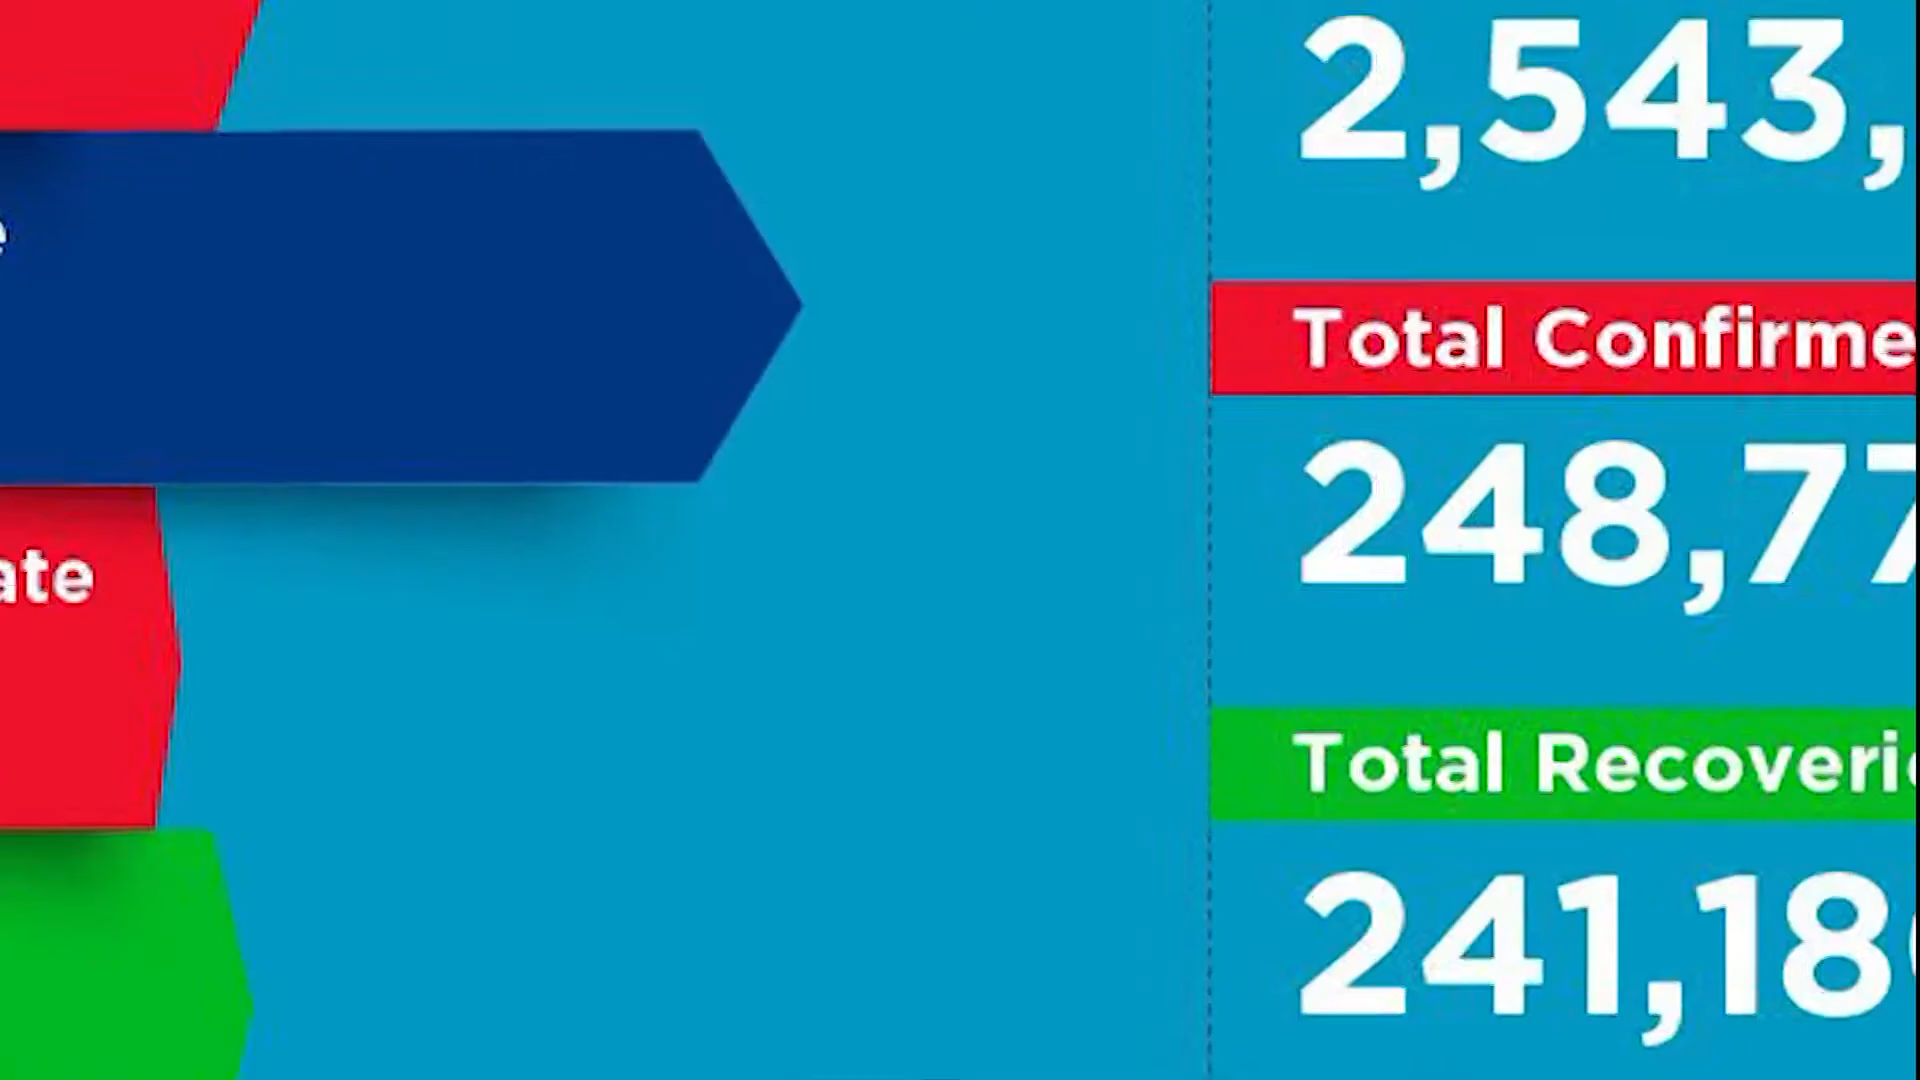 2,543,
Total Confirme
248,77
Total Recoveri
241,18
e
ate